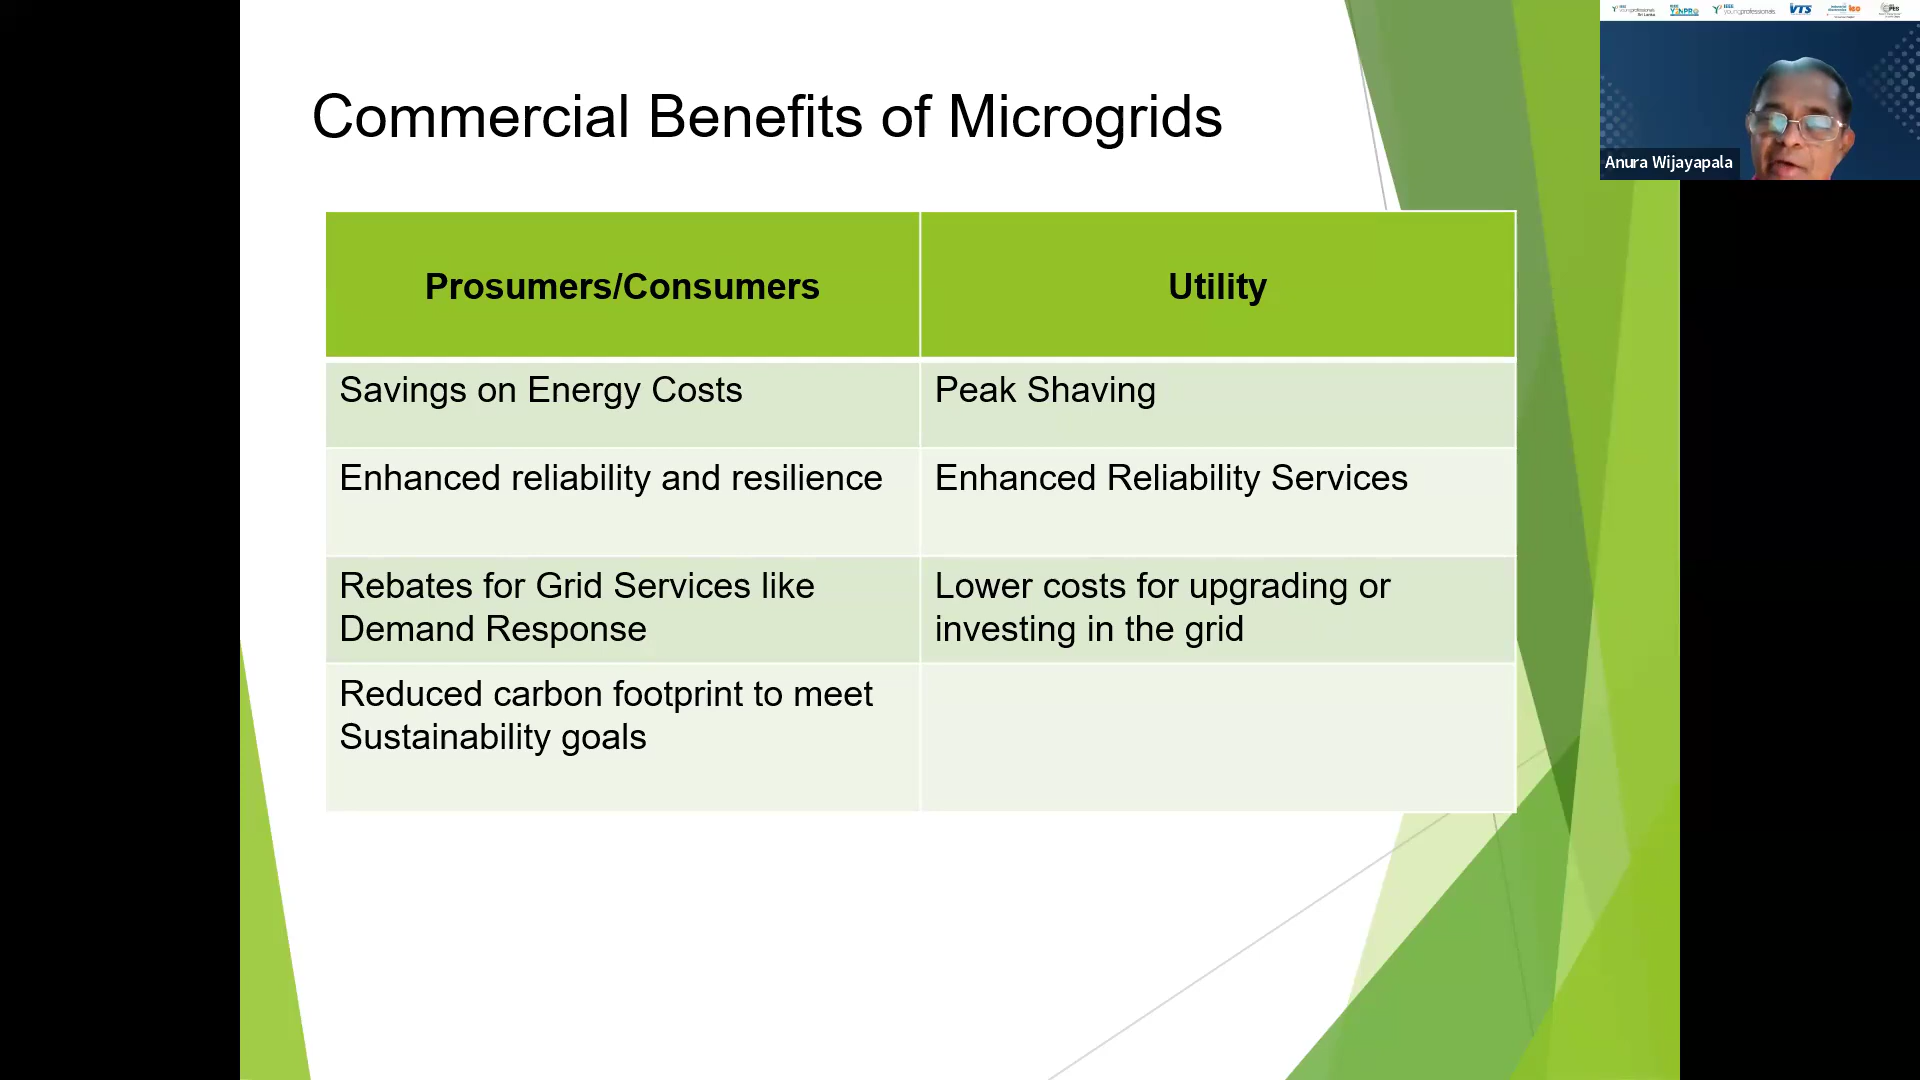 Commercial Benefits of Microgrids
Prosumers/Consumers
Utility
Savings on Energy Costs
Peak Shaving
Enhanced reliability and resilience
Enhanced Reliability Services
Rebates for Grid Services like
Demand Response
Lower costs for upgrading or
investing in the grid
Reduced carbon footprint to meet
Sustainability goals
Anura Wijayapala
VTS